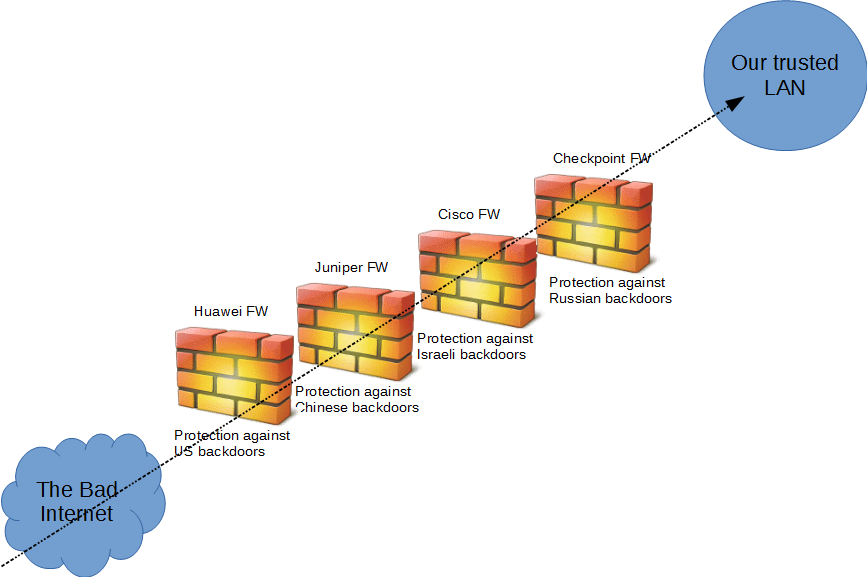 Our trusted
LAN
Checkpoint FW
Cisco FW
Juniper FW
Huawei FW
Protection against
Russian backdoors
Protection against
Israeli backdoors
Protection against
Chinese backdoors
Protection against
US backdoors
The Bad
Internet